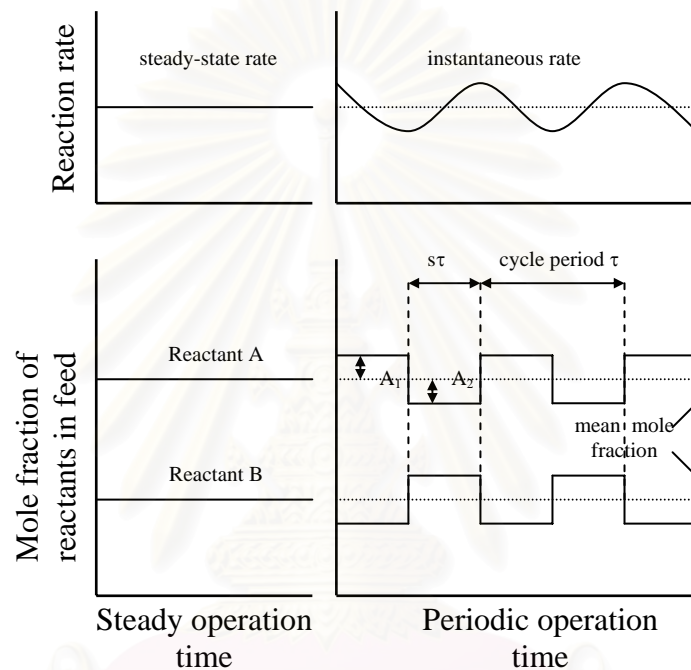 Reaction rate
steady-state rate
instantaneous rate
Mole fraction of
reactants in feed
sτ
cycle period τ
Reactant A
A₁
A₂
mean mole
fraction
Reactant B
Steady operation
time
Periodic operation
time